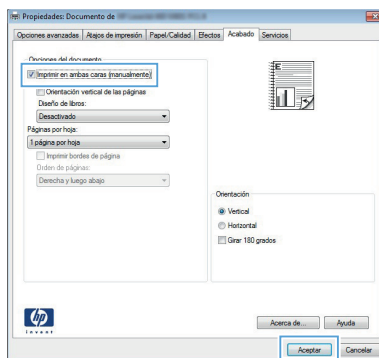 Propiedades: Documento de
Opciones avanzadas Atajos de impresión Papel/Calidad Efectos Acabado Servicios
Opciones del documento
Imprimir en ambas caras (manualmente)
Orientación vertical de las páginas
Diseño de libros:
Desactivado
Páginas por hoja:
1 página por hoja
Imprimir bordes de página
Orden de páginas:
Derecha y luego abajo
Orientación
Vertical
Horizontal
Girar 180 grados
hp
invent
Acerca de... Ayuda
Aceptar Cancelar